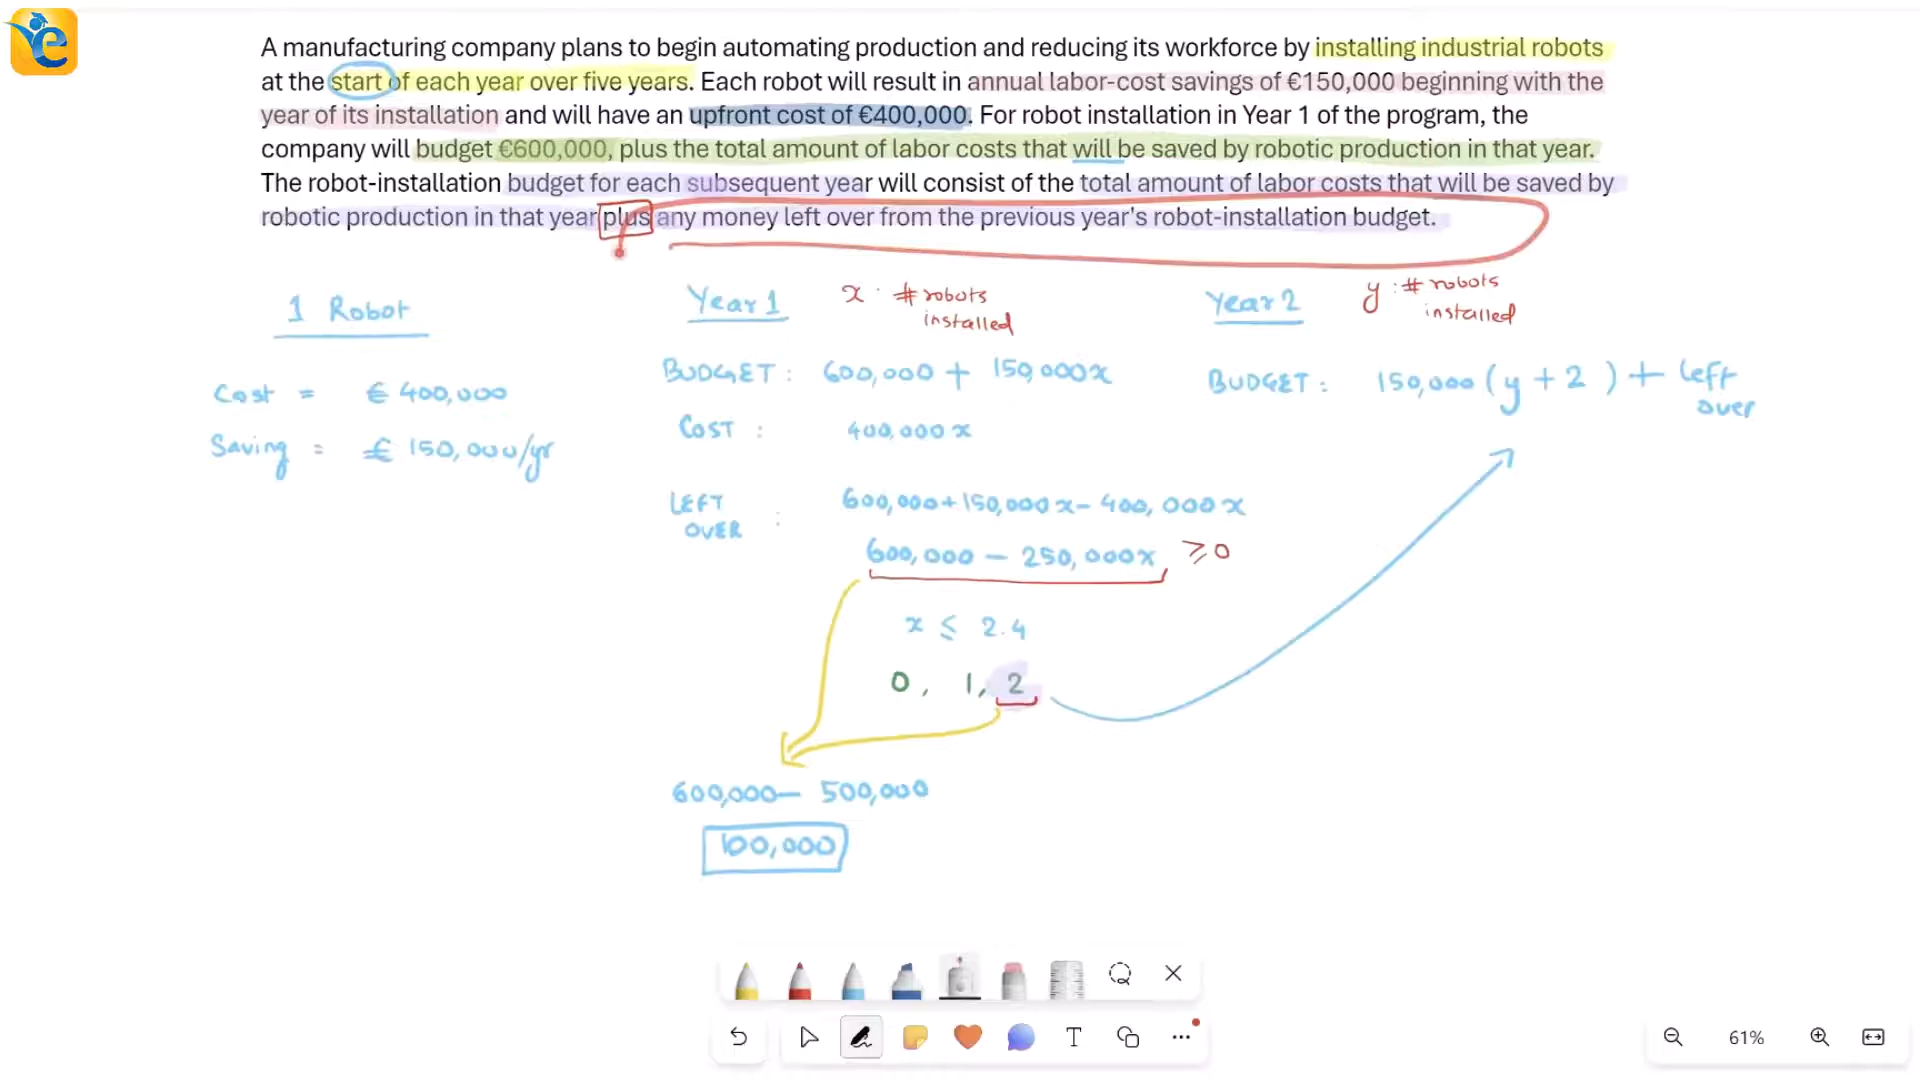 e
A manufacturing company plans to begin automating production and reducing its workforce by installing industrial robots
at the start of each year over five years. Each robot will result in annual labor-cost savings of €150,000 beginning with the
year of its installation and will have an upfront cost of €400,000. For robot installation in Year 1 of the program, the
company will budget €600,000, plus the total amount of labor costs that will be saved by robotic production in that year.
The robot-installation budget for each subsequent year will consist of the total amount of labor costs that will be saved by
robotic production in that year plus any money left over from the previous year's robot-installation budget.
1 Robot
Cost = € 400,000
Saving = € 150,000/yr
Year 1
x : # robots
installed
BUDGET : 600,000 + 150,000x
COST : 400,000x
LEFT
OVER : 600,000+150,000x-400,000x
600,000 - 250,000x ≥0
x ≤ 2.4
0, 1, 2
600,000- 500,000
100,000
Year 2
y : # robots
installed
BUDGET : 150,000(y+2) + left
over
T
61%